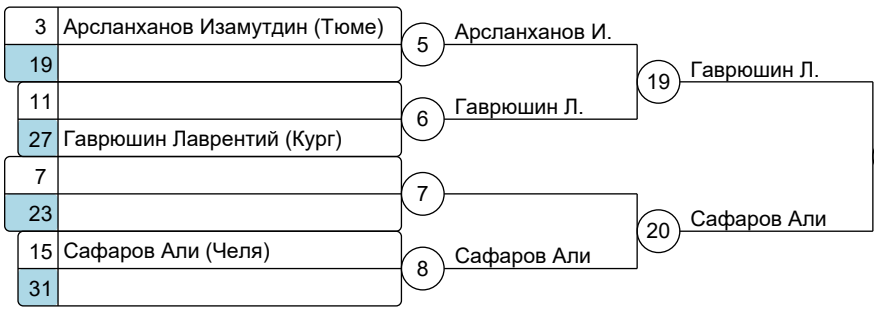 3 Арсланханов Изамутдин (Тюме)
19
5 Арсланханов И.
11
27 Гаврюшин Лаврентий (Кург)
6 Гаврюшин Л.
19 Гаврюшин Л.
7
23
7
15 Сафаров Али (Челя)
31
8 Сафаров Али
20 Сафаров Али